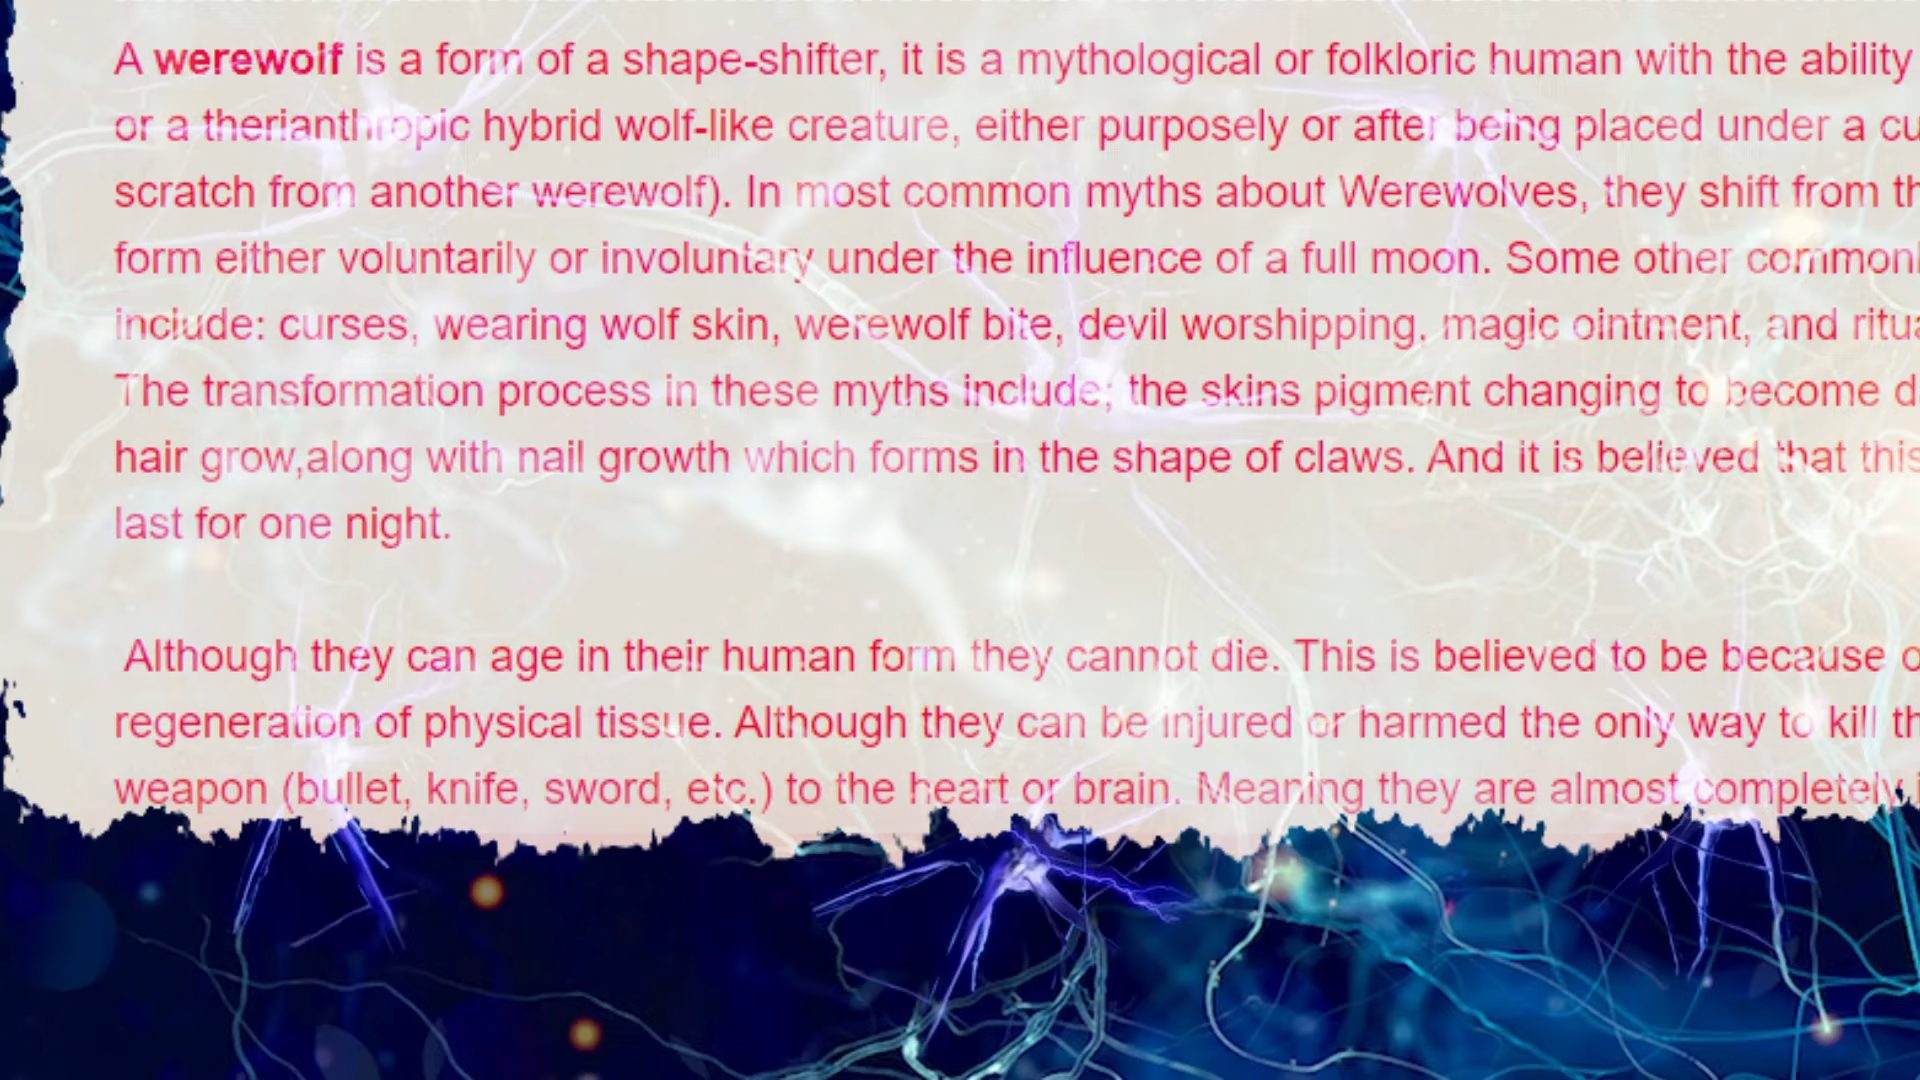 A werewolf is a form of a shape-shifter, it is a mythological or folkloric human with the ability
or a therianthropic hybrid wolf-like creature, either purposely or after being placed under a
scratch from another werewolf). In most common myths about Werewolves, they shift from
form either voluntarily or involuntary under the influence of a full moon. Some other
include: curses, wearing wolf skin, werewolf bite, devil worshipping, magic ointment, and
The transformation process in these myths include; the skins pigment changing to become
hair grow,along with nail growth which forms in the shape of claws. And it is believed that this
last for one night.
Although they can age in their human form they cannot die. This is believed to be because
regeneration of physical tissue. Although they can be injured or harmed the only way to kill
weapon (bullet, knife, sword, etc.) to the heart or brain. Meaning they are almost completely